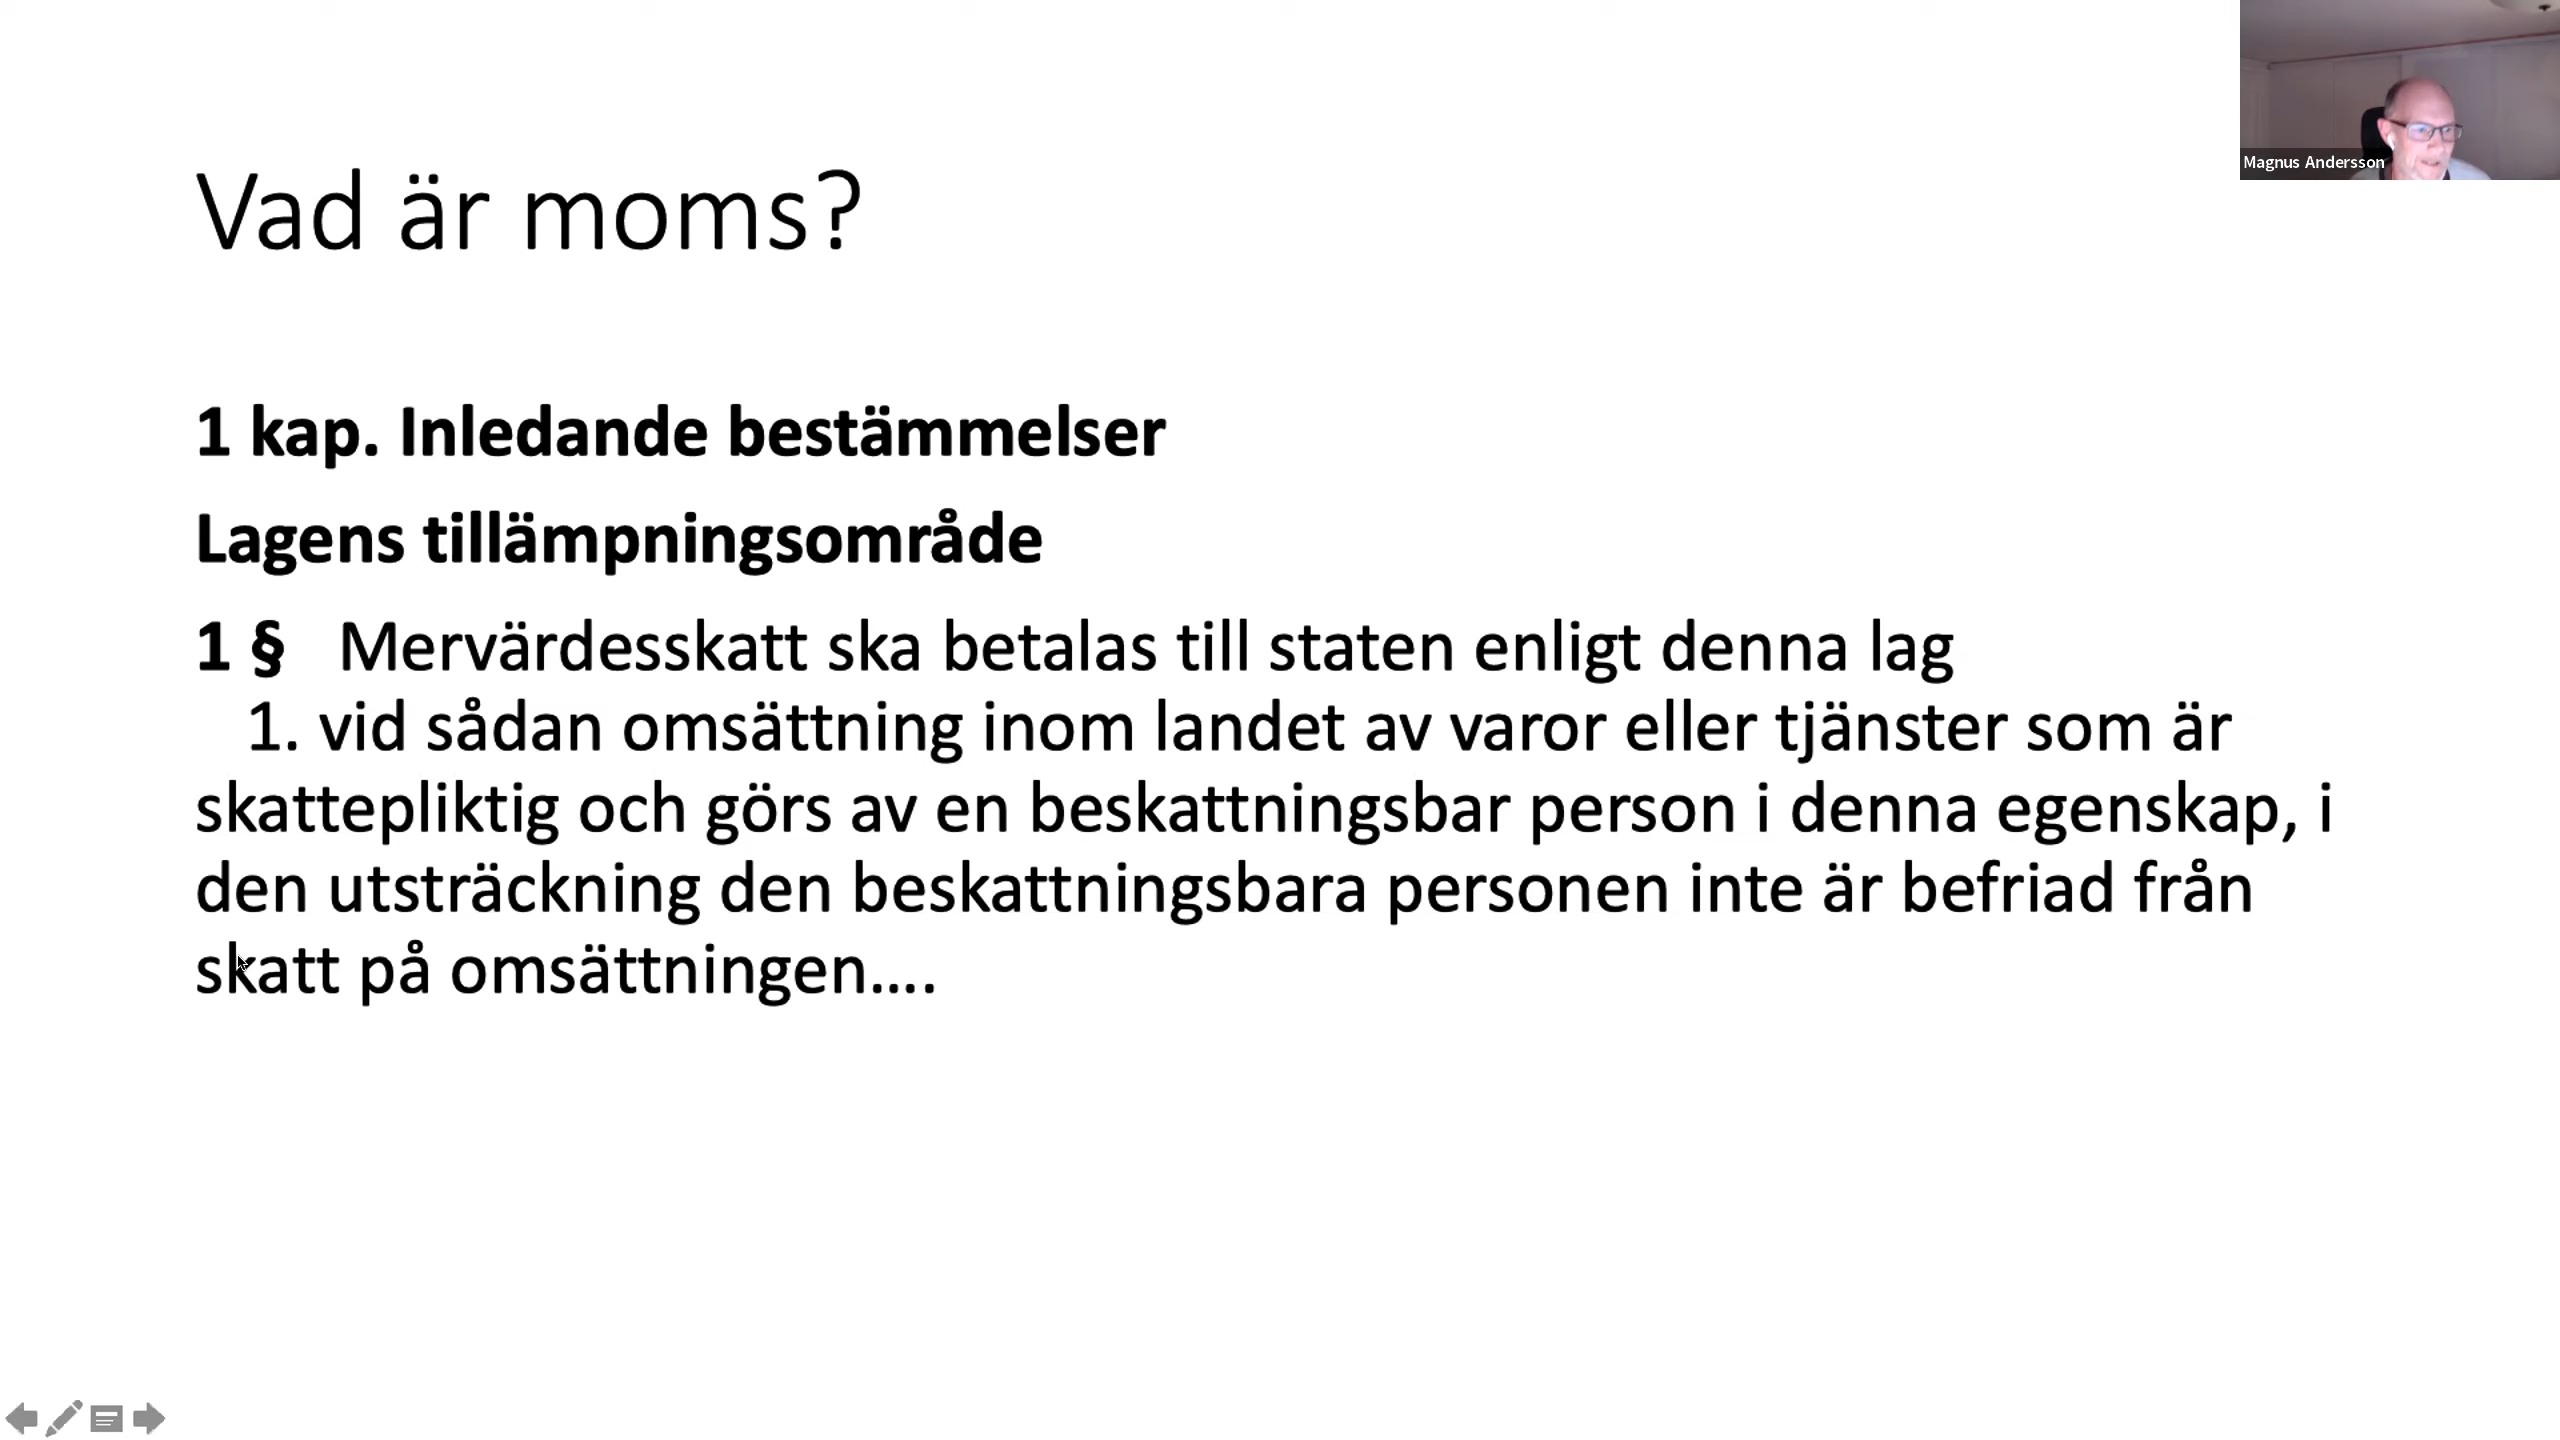 Magnus Andersson
Vad är moms?
1 kap. Inledande bestämmelser
Lagens tillämpningsområde
1 § Mervärdesskatt ska betalas till staten enligt denna lag
1. vid sådan omsättning inom landet av varor eller tjänster som är
skattepliktig och görs av en beskattningsbar person i denna egenskap, i
den utsträckning den beskattningsbara personen inte är befriad från
skatt på omsättningen....